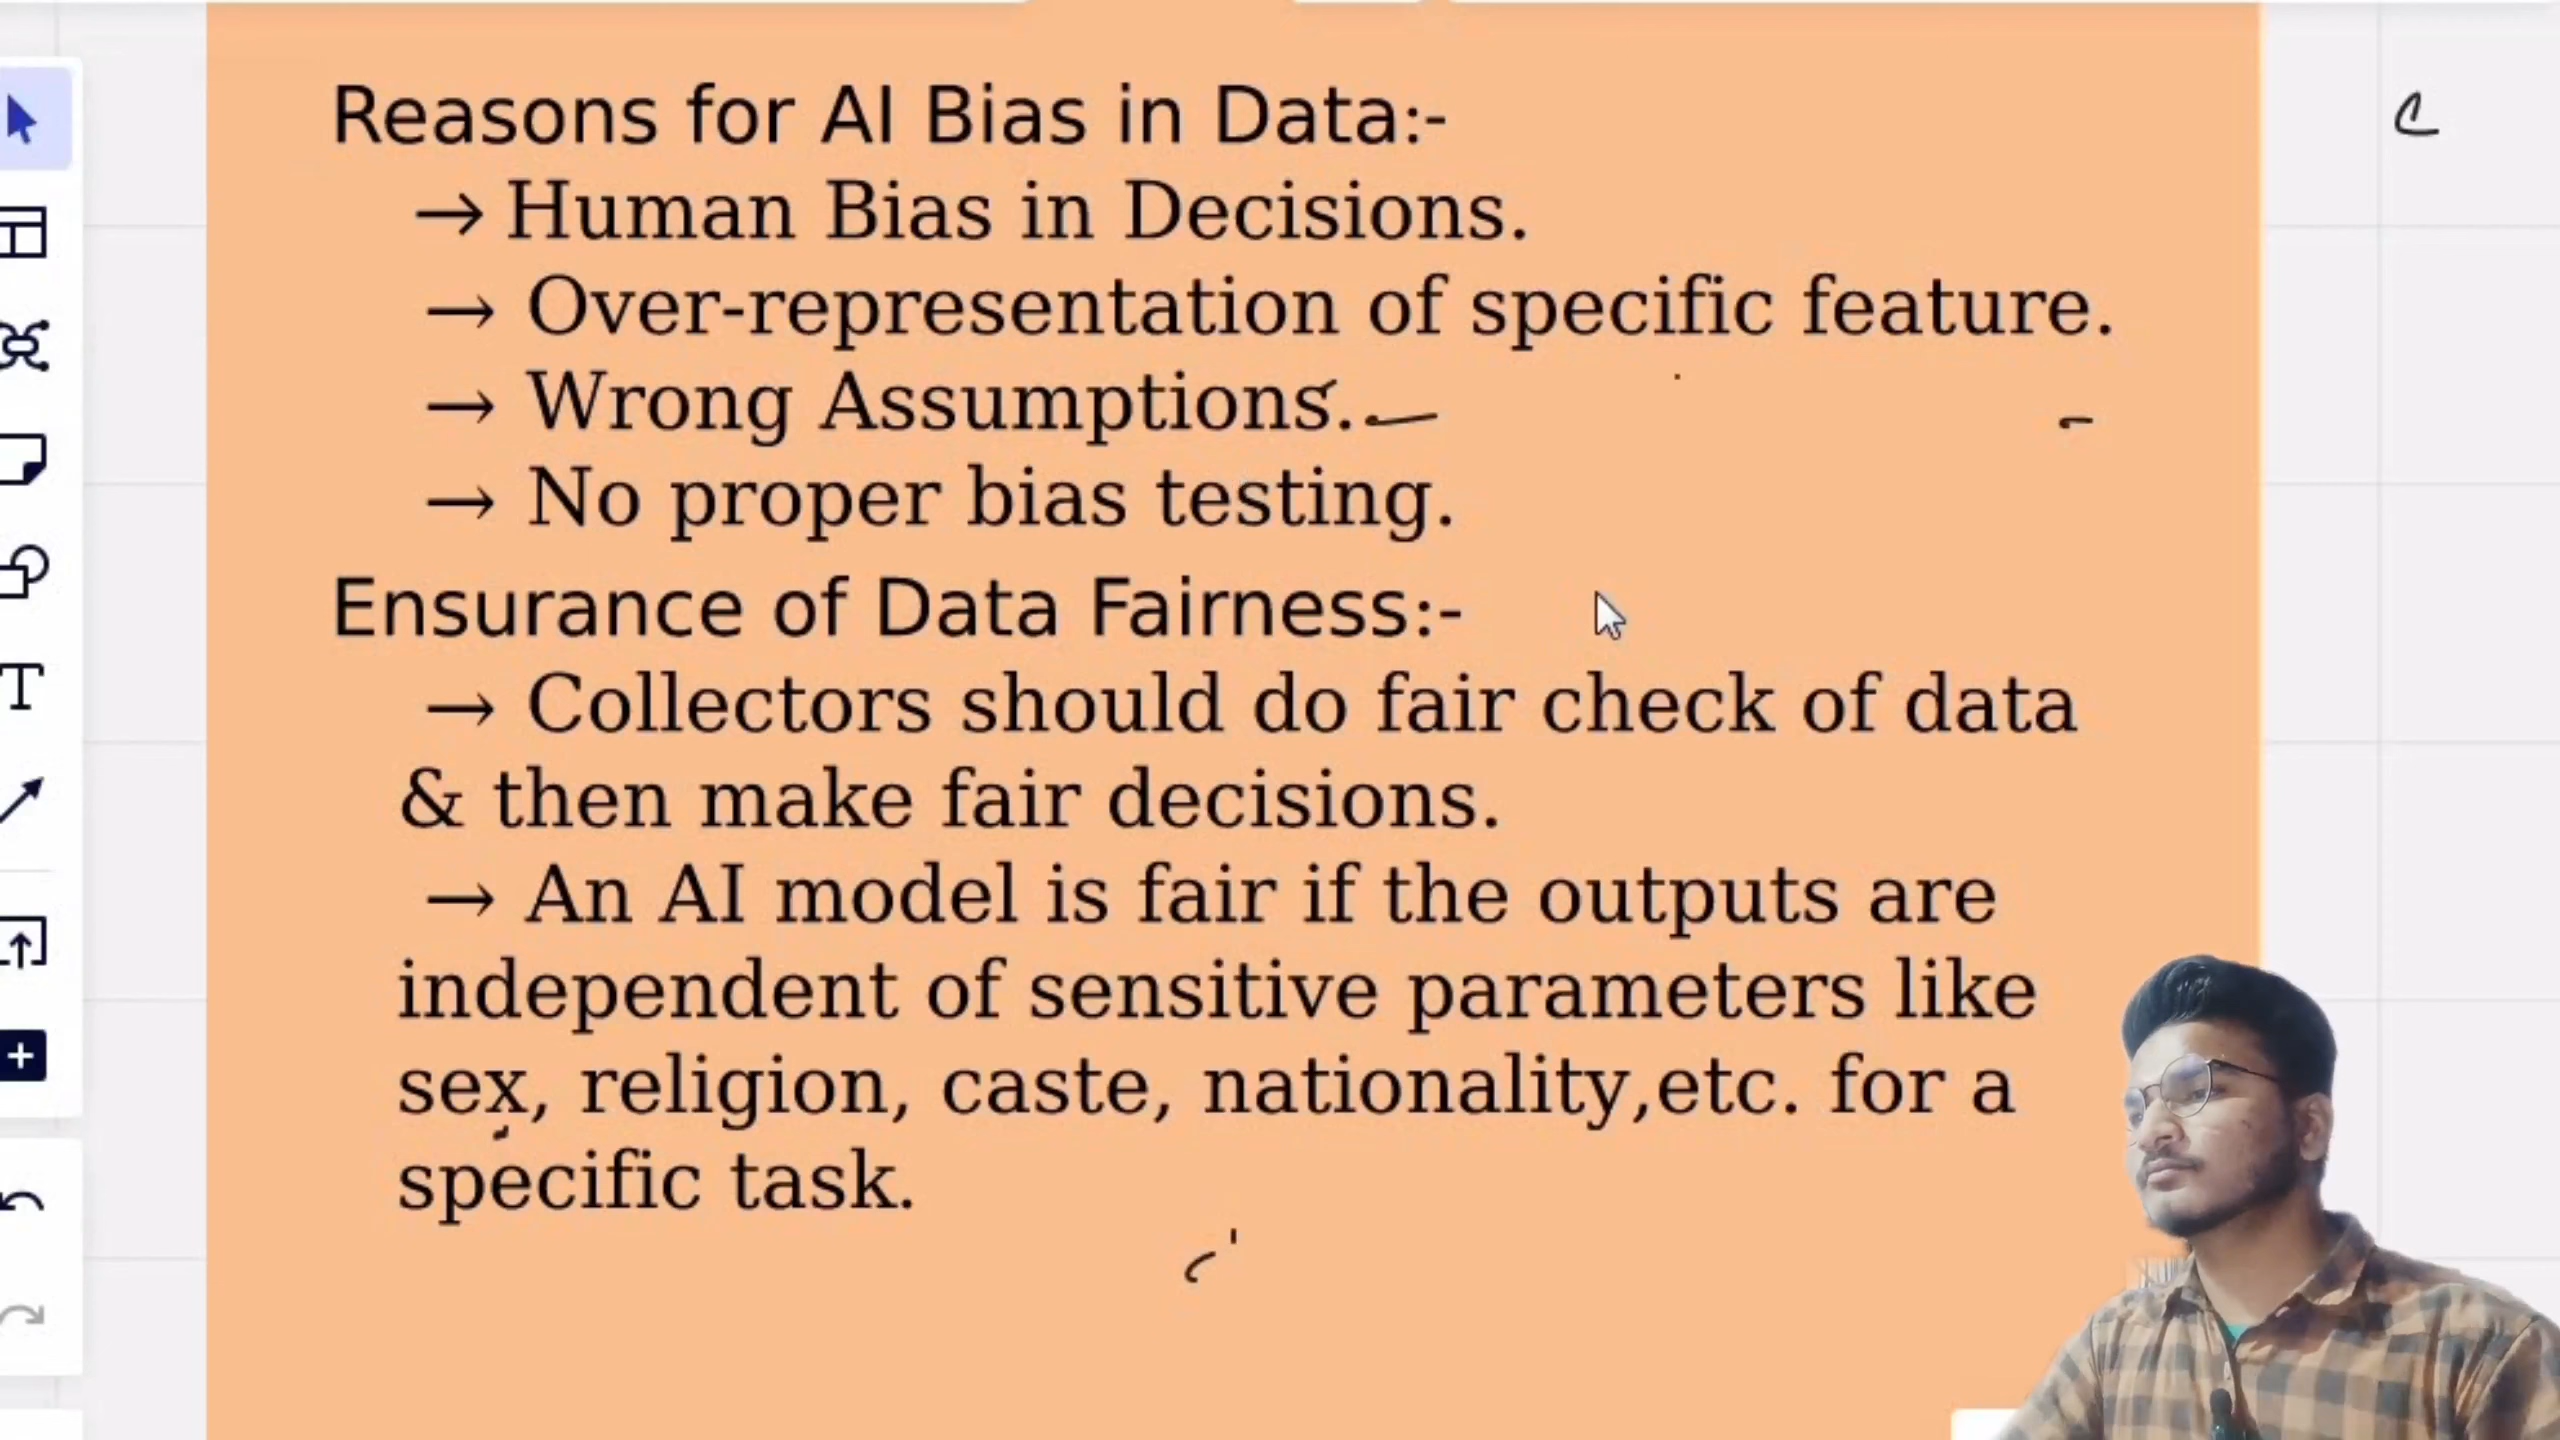 Reasons for AI Bias in Data:-
→ Human Bias in Decisions.
→ Over-representation of specific feature.
→ Wrong Assumptions.
→ No proper bias testing.
Ensurance of Data Fairness:-
→ Collectors should do fair check of data
& then make fair decisions.
→ An AI model is fair if the outputs are
independent of sensitive parameters like
sex, religion, caste, nationality,etc. for a
specific task.